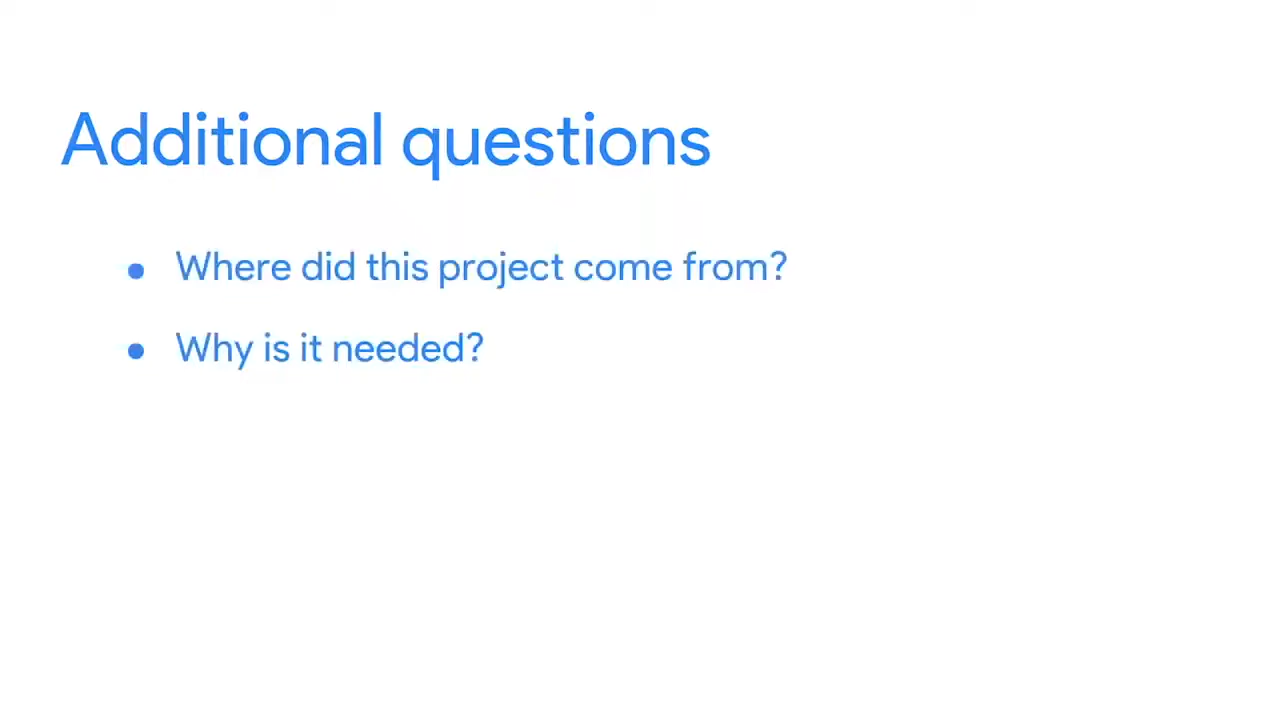 Additional questions
• Where did this project come from?
• Why is it needed?